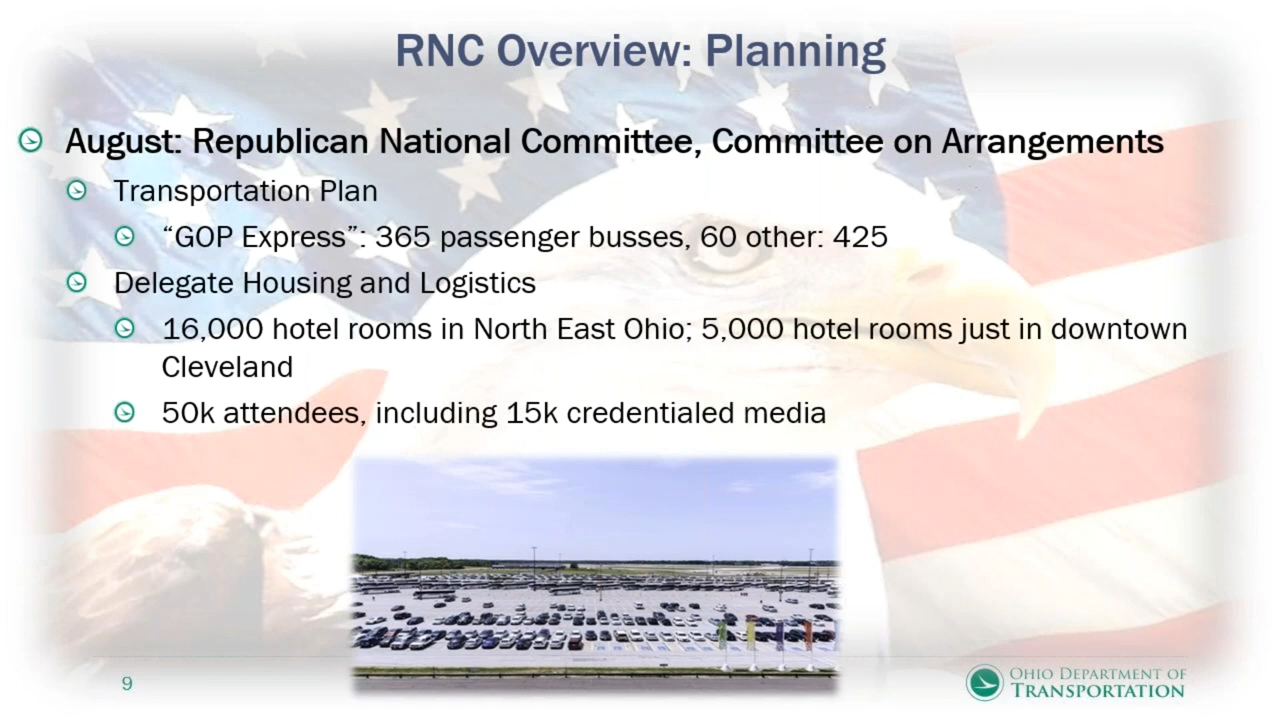 RNC Overview: Planning
August: Republican National Committee, Committee on Arrangements
Transportation Plan
“GOP Express”: 365 passenger busses, 60 other: 425
Delegate Housing and Logistics
16,000 hotel rooms in North East Ohio; 5,000 hotel rooms just in downtown
Cleveland
50k attendees, including 15k credentialed media
9
OHIO DEPARTMENT OF
TRANSPORTATION